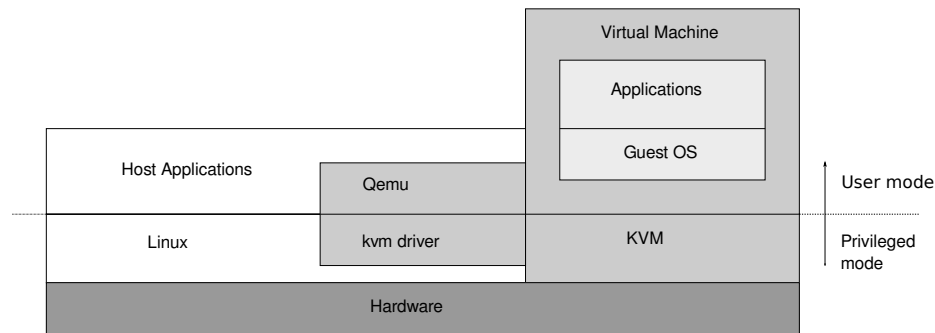 Virtual Machine
Applications
Guest OS
Host Applications
Qemu
User mode
Linux
kvm driver
KVM
Privileged
mode
Hardware